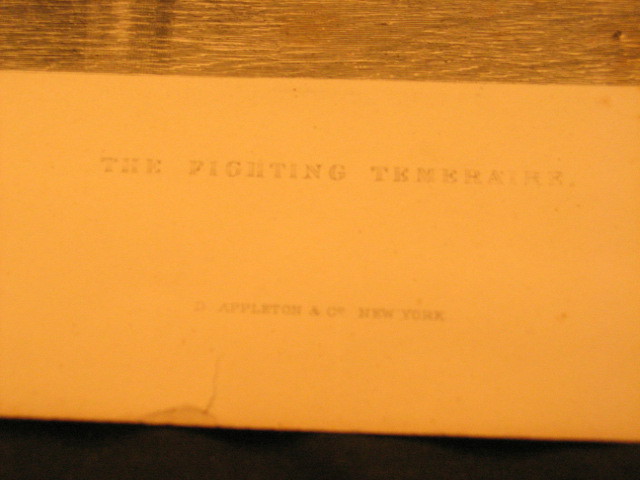 THE FIGHTING TEMERAIRE.
D. APPLETON & Co. NEW YORK